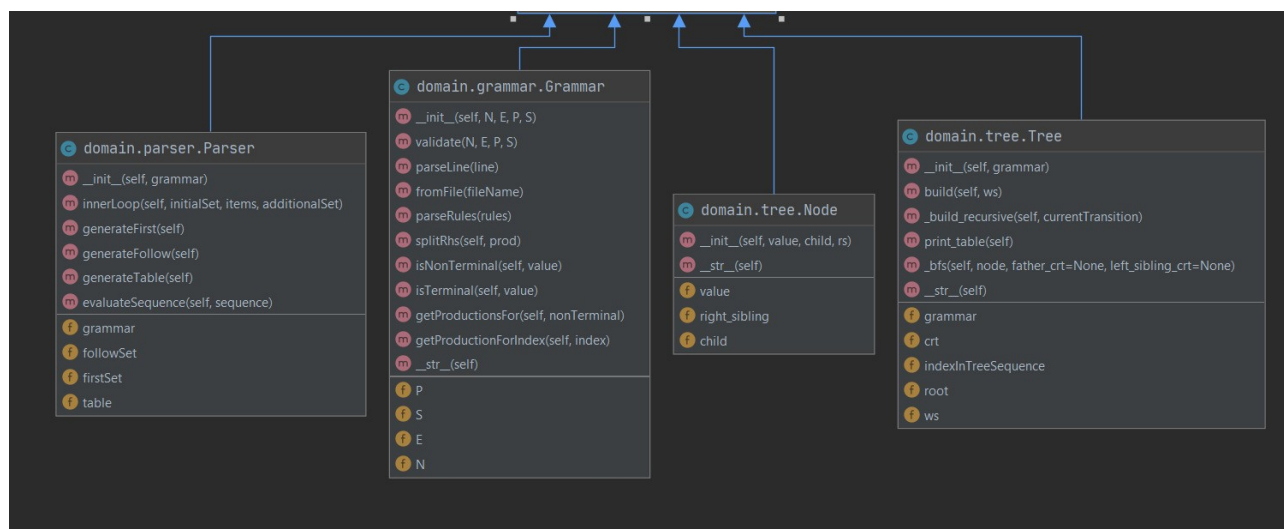 domain.parser.Parser
__init__(self, grammar)
innerLoop(self, initialSet, items, additionalSet)
generateFirst(self)
generateFollow(self)
generateTable(self)
evaluateSequence(self, sequence)
grammar
followSet
firstSet
table
domain.grammar.Grammar
__init__(self, N, E, P, S)
validate(N, E, P, S)
parseLine(line)
fromFile(fileName)
parseRules(rules)
splitRhs(self, prod)
isNonTerminal(self, value)
isTerminal(self, value)
getProductionsFor(self, nonTerminal)
getProductionForIndex(self, index)
__str__(self)
P
S
E
N
domain.tree.Node
__init__(self, value, child, rs)
__str__(self)
value
right_sibling
child
domain.tree.Tree
__init__(self, grammar)
build(self, ws)
_build_recursive(self, currentTransition)
print_table(self)
_bfs(self, node, father_crt=None, left_sibling_crt=None)
__str__(self)
grammar
crt
indexInTreeSequence
root
ws